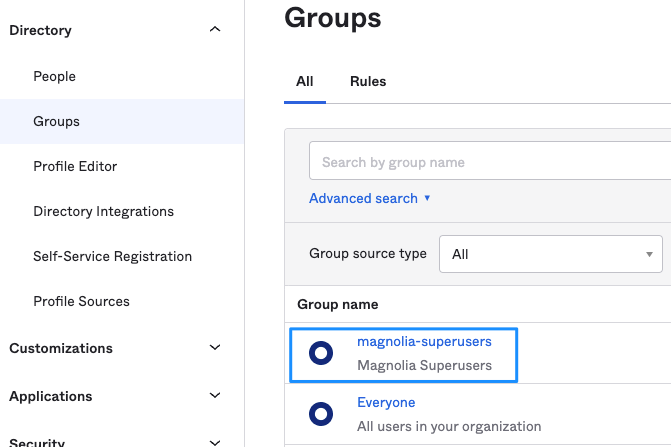 Directory
People
Groups
Profile Editor
Directory Integrations
Self-Service Registration
Profile Sources
Customizations
Applications
Security
Groups
All
Rules
Search by group name
Advanced search
Group source type
All
Group name
magnolia-superusers
Magnolia Superusers
Everyone
All users in your organization